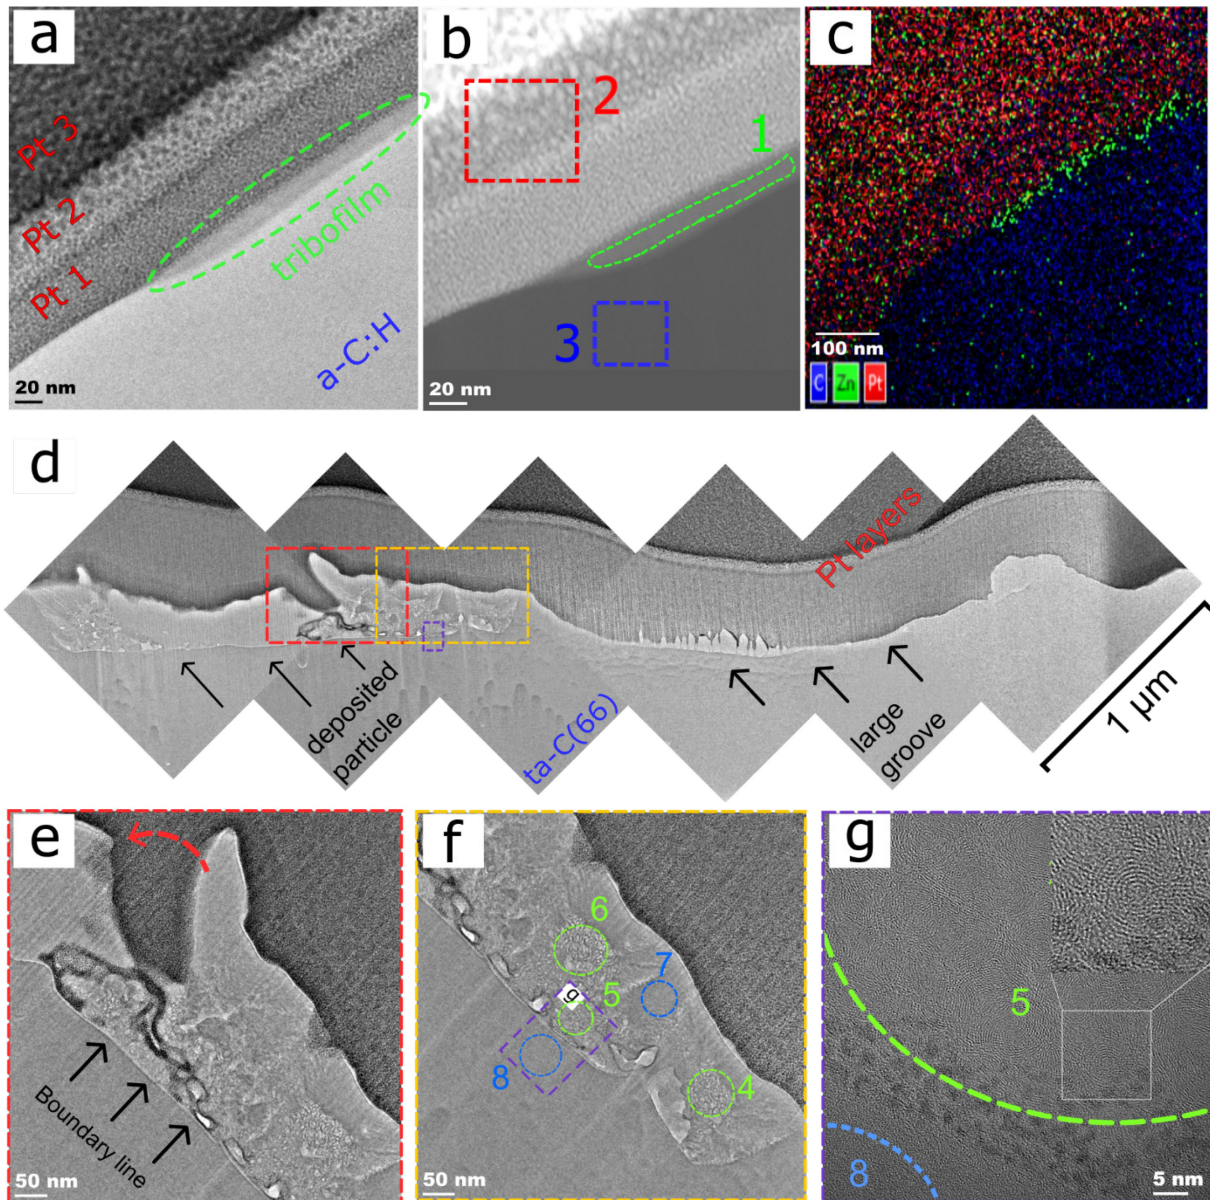 a
Pt 3
Pt 2
Pt 1
tribofilm
a-C:H
20 nm
b
2
1
3
20 nm
c
100 nm
C Zn Pt
d
Pt layers
deposited
particle
ta-C(66)
large
groove
1 µm
e
Boundary line
50 nm
f
6
7
g
5
8
4
50 nm
g
5
8
5 nm